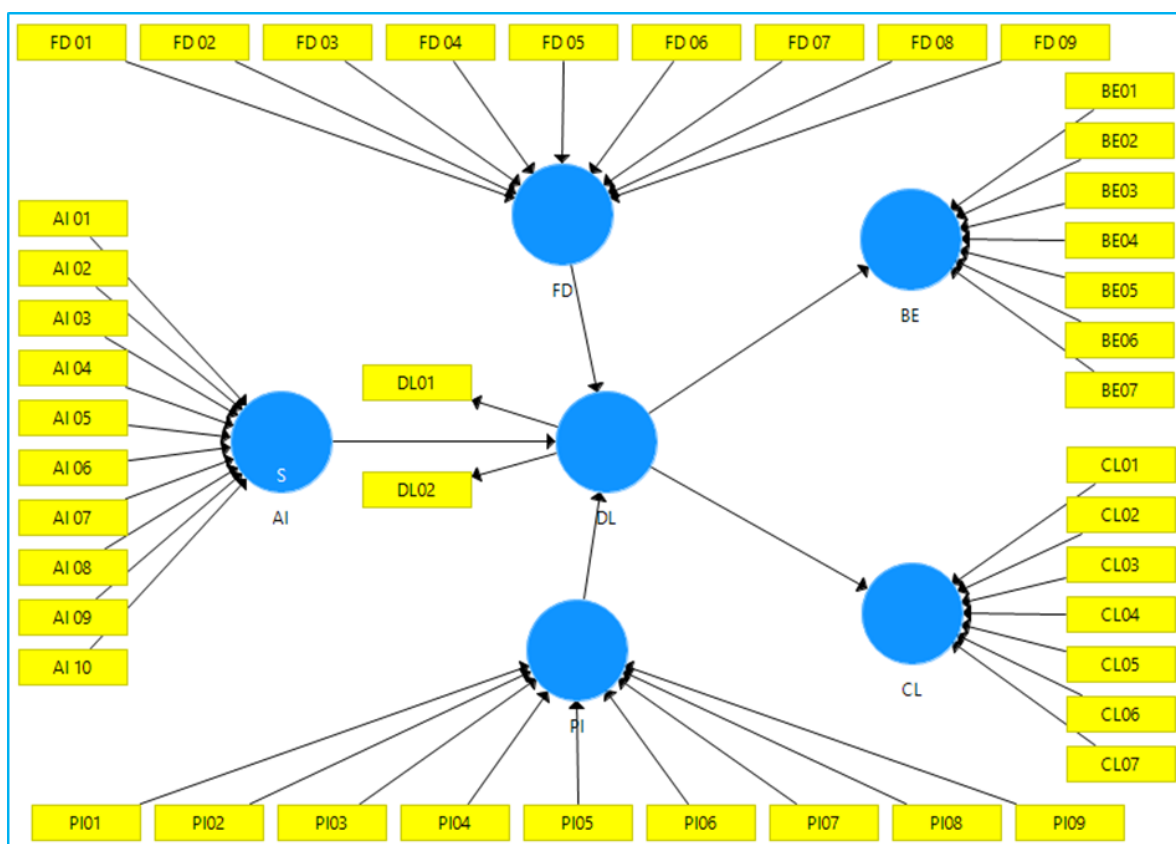 FD 01
FD 02
FD 03
FD 04
FD 05
FD 06
FD 07
FD 08
FD 09
BE01
BE02
BE03
BE04
BE05
BE06
BE07
FD
BE
AI 01
AI 02
AI 03
AI 04
AI 05
AI 06
AI 07
AI 08
AI 09
AI 10
S
AI
DL01
DL02
DL
CL01
CL02
CL03
CL04
CL05
CL06
CL07
CL
PI
PI01
PI02
PI03
PI04
PI05
PI06
PI07
PI08
PI09